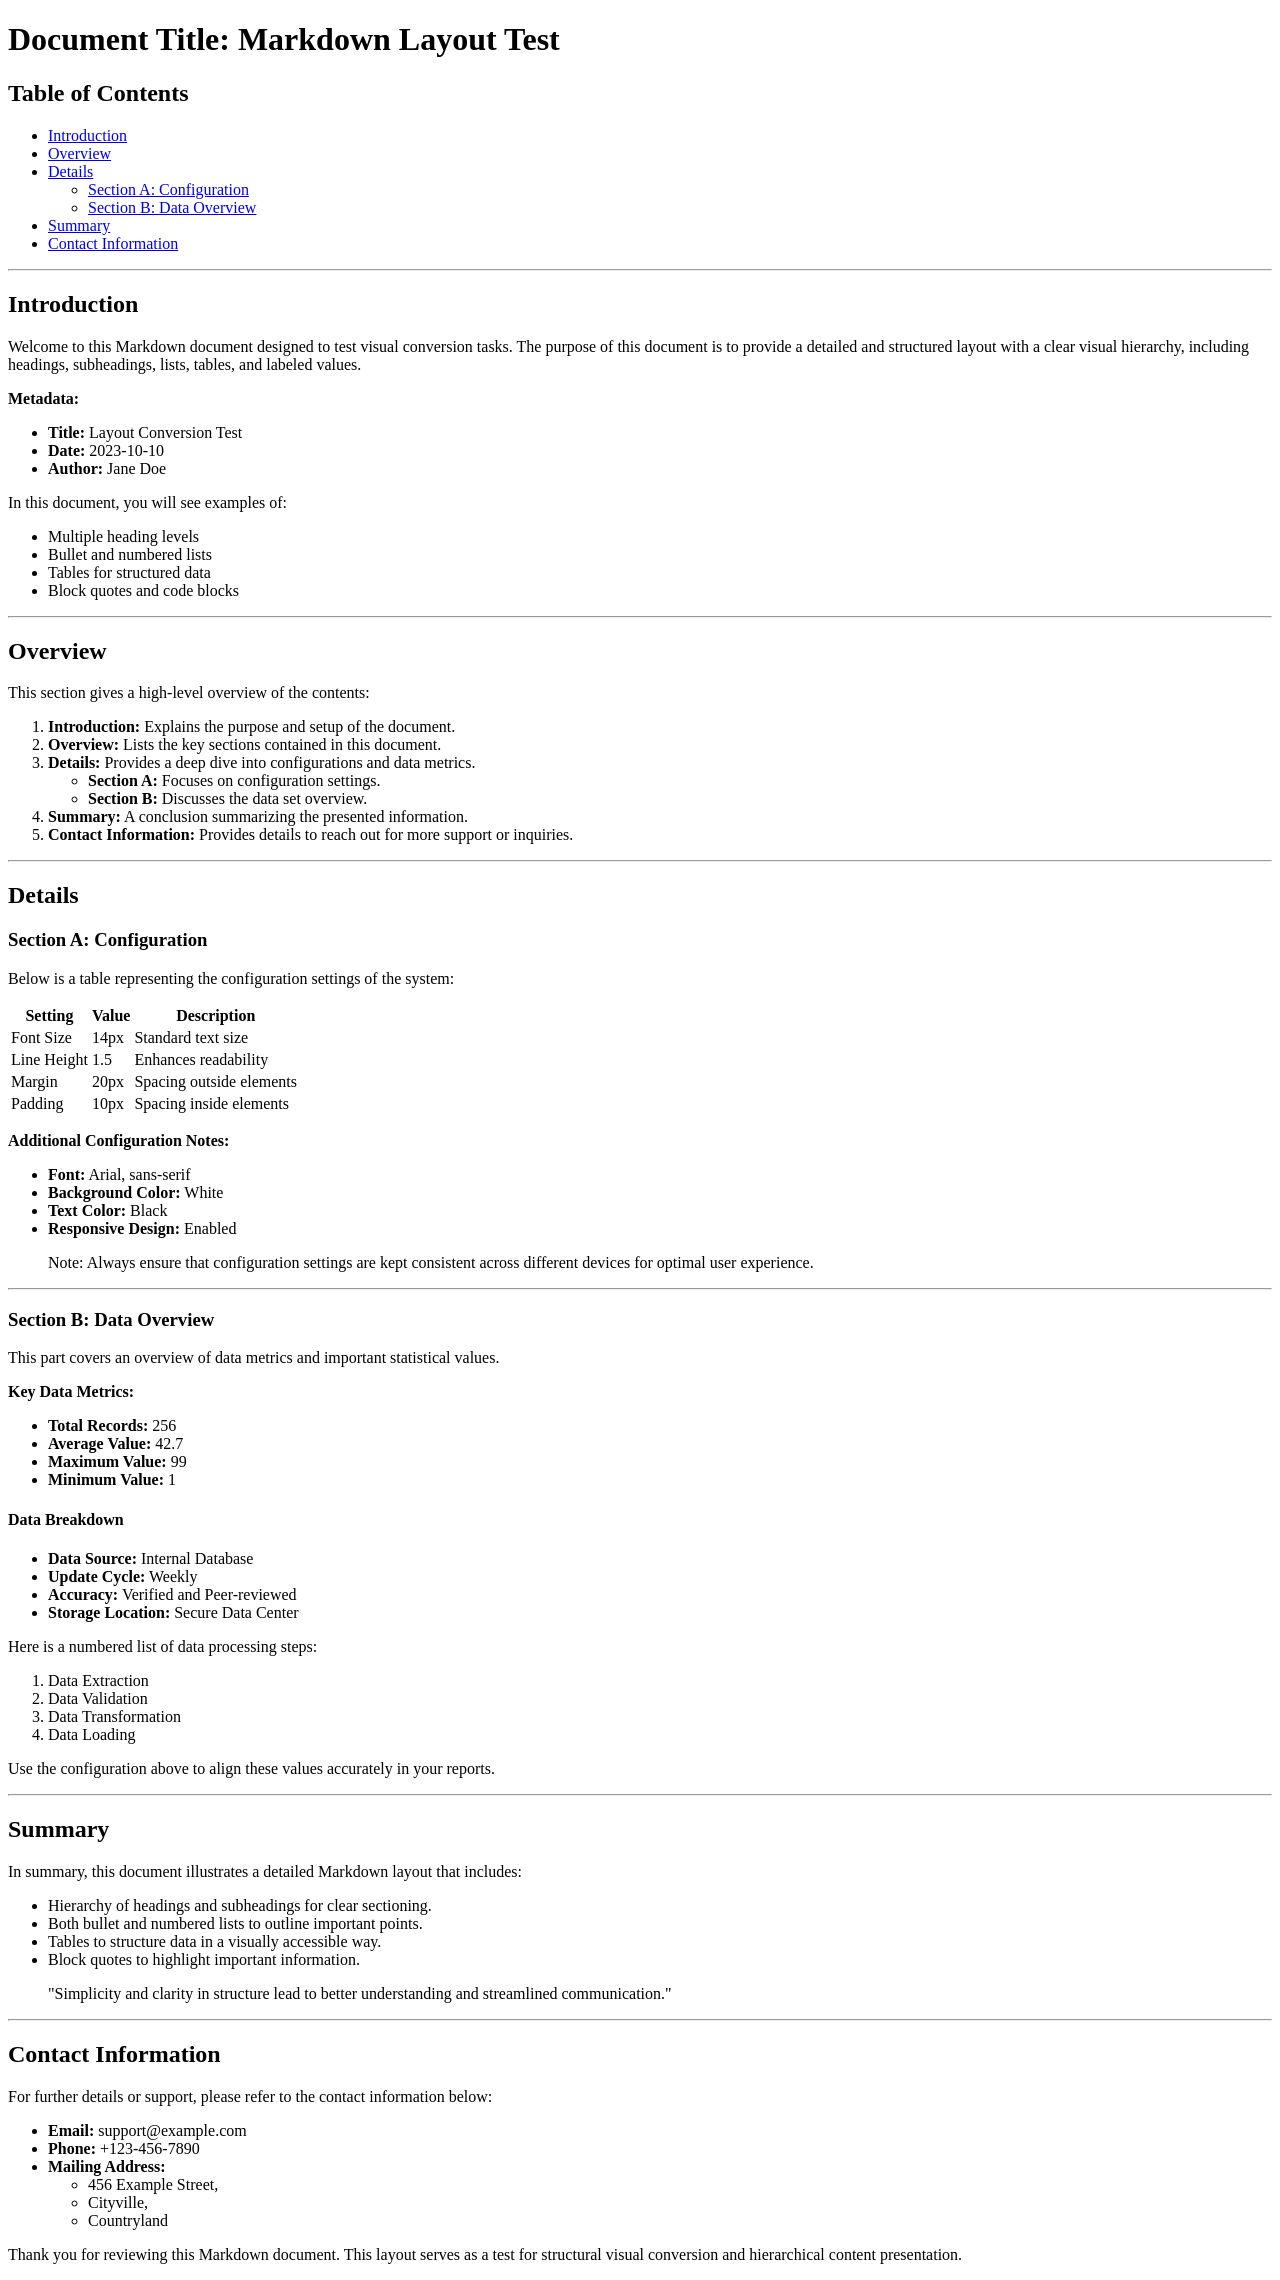 Document Title: Markdown Layout Test
Table of Contents
Introduction
Overview
Details
Section A: Configuration
Section B: Data Overview
Summary
Contact Information
Introduction
Welcome to this Markdown document designed to test visual conversion tasks. The purpose of this document is to provide a detailed and structured layout with a clear visual hierarchy, including
headings, subheadings, lists, tables, and labeled values.
Metadata:
Title: Layout Conversion Test
Date: 2023-10-10
Author: Jane Doe
In this document, you will see examples of:
Multiple heading levels
Bullet and numbered lists
Tables for structured data
Block quotes and code blocks
Overview
This section gives a high-level overview of the contents:
1. Introduction: Explains the purpose and setup of the document.
2. Overview: Lists the key sections contained in this document.
3. Details: Provides a deep dive into configurations and data metrics.
Section A: Focuses on configuration settings.
Section B: Discusses the data set overview.
4. Summary: A conclusion summarizing the presented information.
5. Contact Information: Provides details to reach out for more support or inquiries.
Details
Section A: Configuration
Below is a table representing the configuration settings of the system:
Setting Value Description
Font Size 14px Standard text size
Line Height 1.5 Enhances readability
Margin 20px Spacing outside elements
Padding 10px Spacing inside elements
Additional Configuration Notes:
Font: Arial, sans-serif
Background Color: White
Text Color: Black
Responsive Design: Enabled
Note: Always ensure that configuration settings are kept consistent across different devices for optimal user experience.
Section B: Data Overview
This part covers an overview of data metrics and important statistical values.
Key Data Metrics:
Total Records: 256
Average Value: 42.7
Maximum Value: 99
Minimum Value: 1
Data Breakdown
Data Source: Internal Database
Update Cycle: Weekly
Accuracy: Verified and Peer-reviewed
Storage Location: Secure Data Center
Here is a numbered list of data processing steps:
1. Data Extraction
2. Data Validation
3. Data Transformation
4. Data Loading
Use the configuration above to align these values accurately in your reports.
Summary
In summary, this document illustrates a detailed Markdown layout that includes:
Hierarchy of headings and subheadings for clear sectioning.
Both bullet and numbered lists to outline important points.
Tables to structure data in a visually accessible way.
Block quotes to highlight important information.
"Simplicity and clarity in structure lead to better understanding and streamlined communication."
Contact Information
For further details or support, please refer to the contact information below:
Email: support@example.com
Phone: +123-456-7890
Mailing Address:
456 Example Street,
Cityville,
Countryland
Thank you for reviewing this Markdown document. This layout serves as a test for structural visual conversion and hierarchical content presentation.